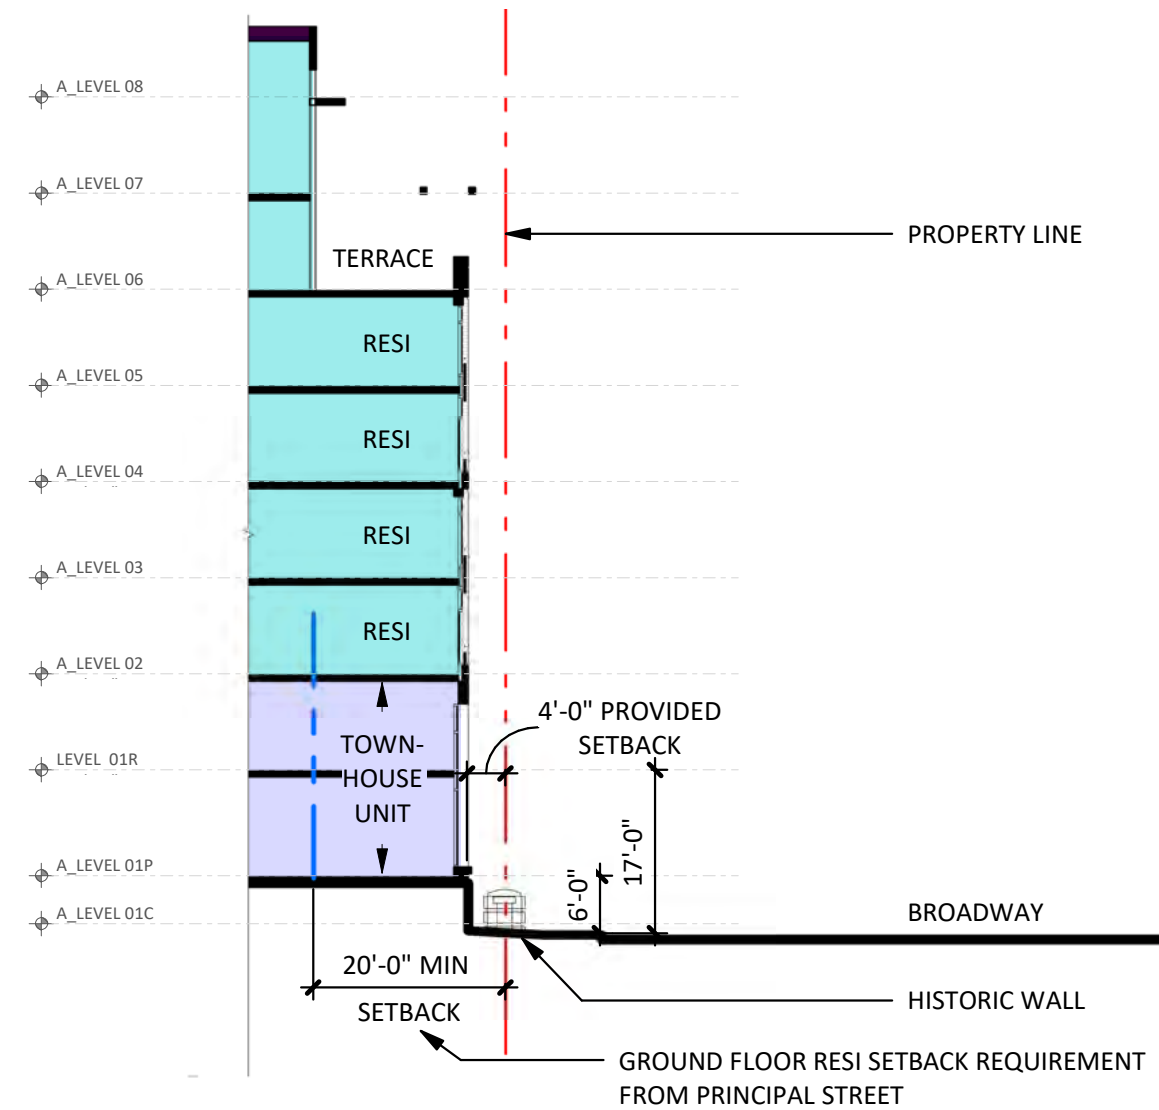 A_LEVEL 08
A_LEVEL 07
PROPERTY LINE
TERRACE
A_LEVEL 06
RESI
A_LEVEL 05
RESI
A_LEVEL 04
RESI
A_LEVEL 03
RESI
A_LEVEL 02
4'-0" PROVIDED
SETBACK
TOWN-
HOUSE
UNIT
LEVEL 01R
17'-0"
6'-0"
A_LEVEL 01P
A_LEVEL 01C
BROADWAY
20'-0" MIN
SETBACK
HISTORIC WALL
GROUND FLOOR RESI SETBACK REQUIREMENT
FROM PRINCIPAL STREET